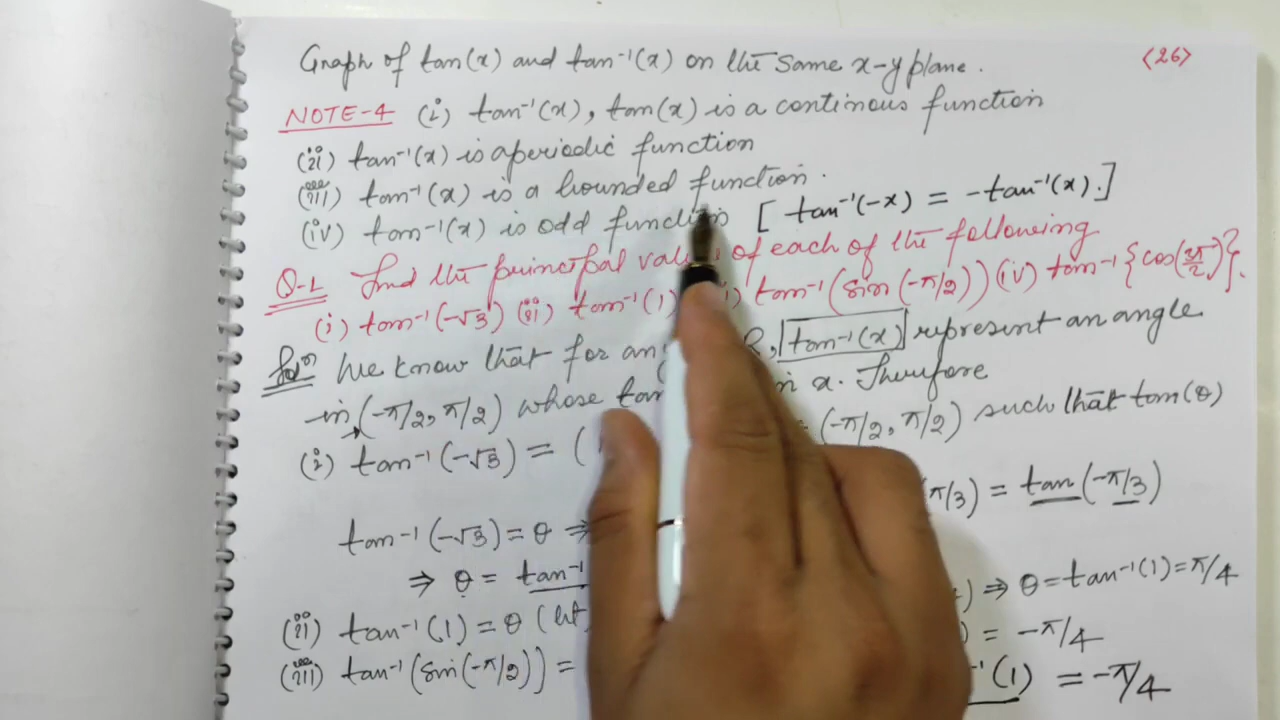 Graph of tan(x) and tan⁻¹(x) on the same x-y plane. <26>
NOTE-4 (i) tan⁻¹(x), tan(x) is a continous function
(ii) tan⁻¹(x) is aperiodic function
(iii) tan⁻¹(x) is a bounded function.
(iv) tan⁻¹(x) is odd function [tan⁻¹(-x) = -tan⁻¹(x).]
Q-1 Find the principal of each of the following
(i) tan⁻¹(-√3) (ii) tan⁻¹(1) tan⁻¹(sin(-π/2)) (iv) tan⁻¹{cos(3π/2)}.
Solⁿ We know that for , tan⁻¹(x) represent an angle
in (-π/2, π/2) whose x. Therefore
(i) tan⁻¹(-√3) = ( (-π/2, π/2) such that tan(θ)
π/3) = tan(-π/3)
tan⁻¹(-√3) = θ ⇒
⇒ θ = tan⁻¹ ⇒ θ = tan⁻¹(1) = π/4
(ii) tan⁻¹(1) = θ (let = -π/4
(iii) tan⁻¹(sin(-π/2)) = (1) = -π/4